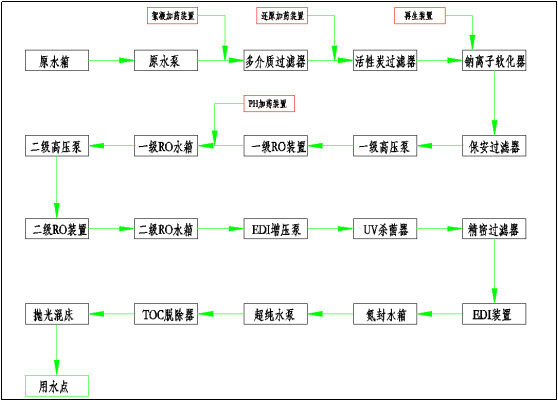 絮凝加药装置
还原加药装置
再生装置
原水箱
原水泵
多介质过滤器
活性炭过滤器
钠离子软化器
PH加药装置
二级高压泵
一级RO水箱
一级RO装置
一级高压泵
保安过滤器
二级RO装置
二级RO水箱
EDI增压泵
UV杀菌器
精密过滤器
抛光混床
TOC脱除器
超纯水泵
氮封水箱
EDI装置
用水点